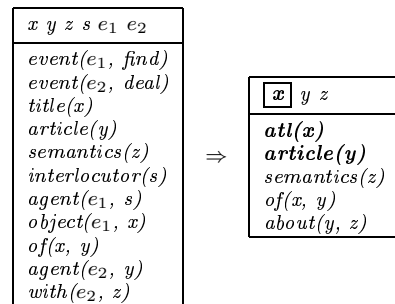 x y z s e₁ e₂
event(e₁, find)
event(e₂, deal)
title(x)
article(y)
semantics(z)
interlocutor(s)
agent(e₁, s)
object(e₁, x)
of(x, y)
agent(e₂, y)
with(e₂, z)
⇒
x y z
atl(x)
article(y)
semantics(z)
of(x, y)
about(y, z)